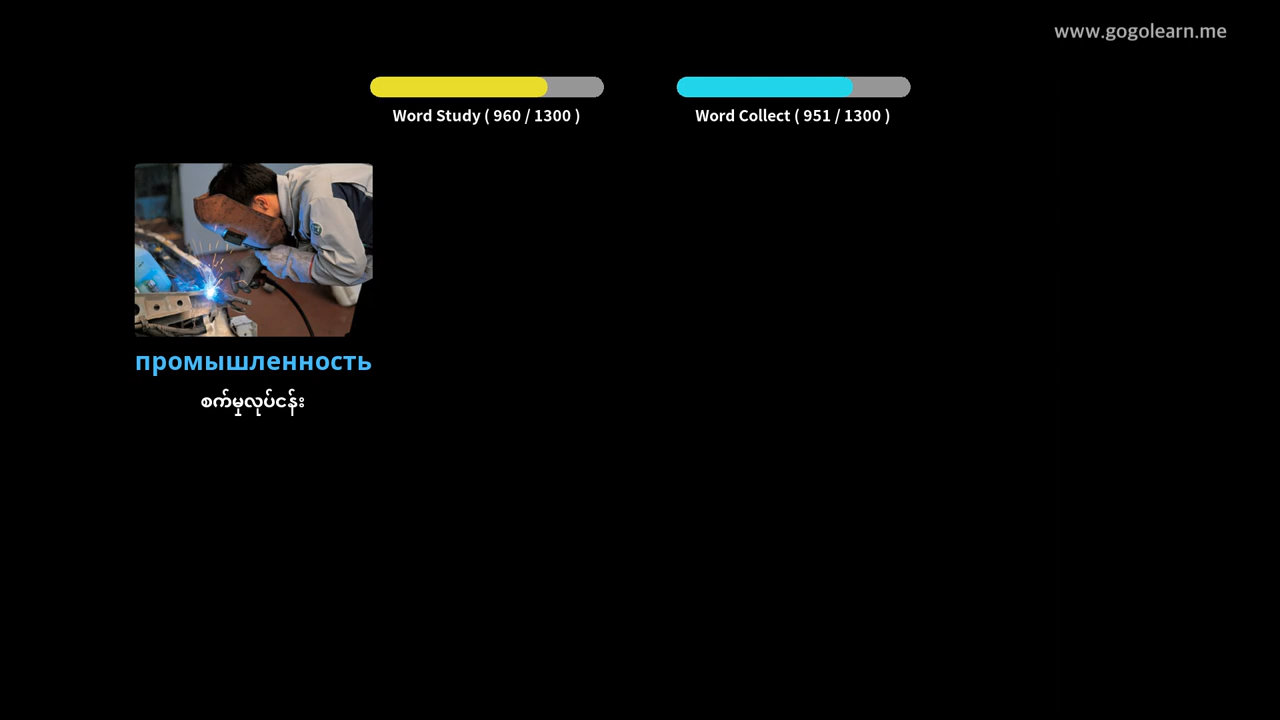 www.gogolearn.me
Word Study ( 960 / 1300 )
Word Collect ( 951 / 1300 )
промышленность
စက်မှုလုပ်ငန်း